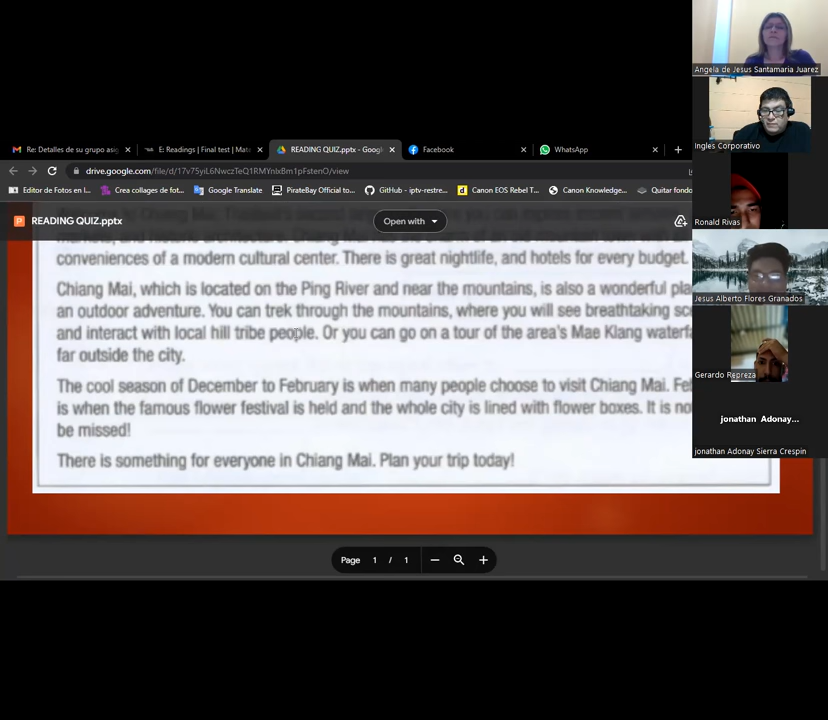 Angela de Jesus Santamaria Juarez
Ingles Corporativo
Ronald Rivas
Jesus Alberto Flores Granados
Gerardo Repreza
jonathan Adonay...
jonathan Adonay Sierra Crespin
Re: Detalles de su grupo asig
E: Readings | Final test | Mate
READING QUIZ.pptx - Google
Facebook
WhatsApp
drive.google.com/file/d/17v75yiL6NwczTeQ1RMYnlxBm1pFstenO/view
Editor de Fotos en l...
Crea collages de fot...
Google Translate
PirateBay Official to...
GitHub - iptv-restre...
Canon EOS Rebel T...
Canon Knowledge...
Quitar fondo
READING QUIZ.pptx
Open with
conveniences of a modern cultural center. There is great nightlife, and hotels for every budget.
Chiang Mai, which is located on the Ping River and near the mountains, is also a wonderful
an outdoor adventure. You can trek through the mountains, where you will see breathtaking
and interact with local hill tribe people. Or you can go on a tour of the area's Mae Klang
far outside the city.
The cool season of December to February is when many people choose to visit Chiang Mai.
is when the famous flower festival is held and the whole city is lined with flower boxes. It is
be missed!
There is something for everyone in Chiang Mai. Plan your trip today!
Page 1 / 1